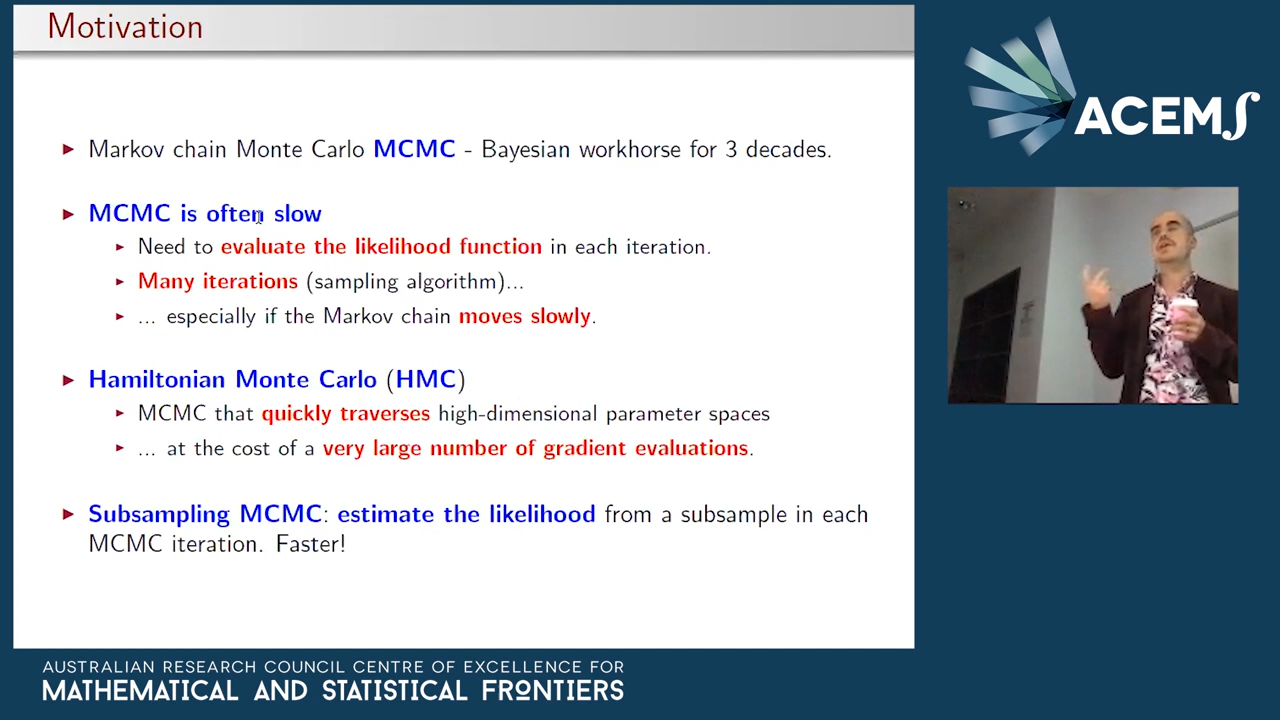 Motivation
Markov chain Monte Carlo MCMC - Bayesian workhorse for 3 decades.
MCMC is often slow
Need to evaluate the likelihood function in each iteration.
Many iterations (sampling algorithm)...
... especially if the Markov chain moves slowly.
Hamiltonian Monte Carlo (HMC)
MCMC that quickly traverses high-dimensional parameter spaces
... at the cost of a very large number of gradient evaluations.
Subsampling MCMC: estimate the likelihood from a subsample in each
MCMC iteration. Faster!
ACEMS
AUSTRALIAN RESEARCH COUNCIL CENTRE OF EXCELLENCE FOR
MATHEMATICAL AND STATISTICAL FRONTIERS